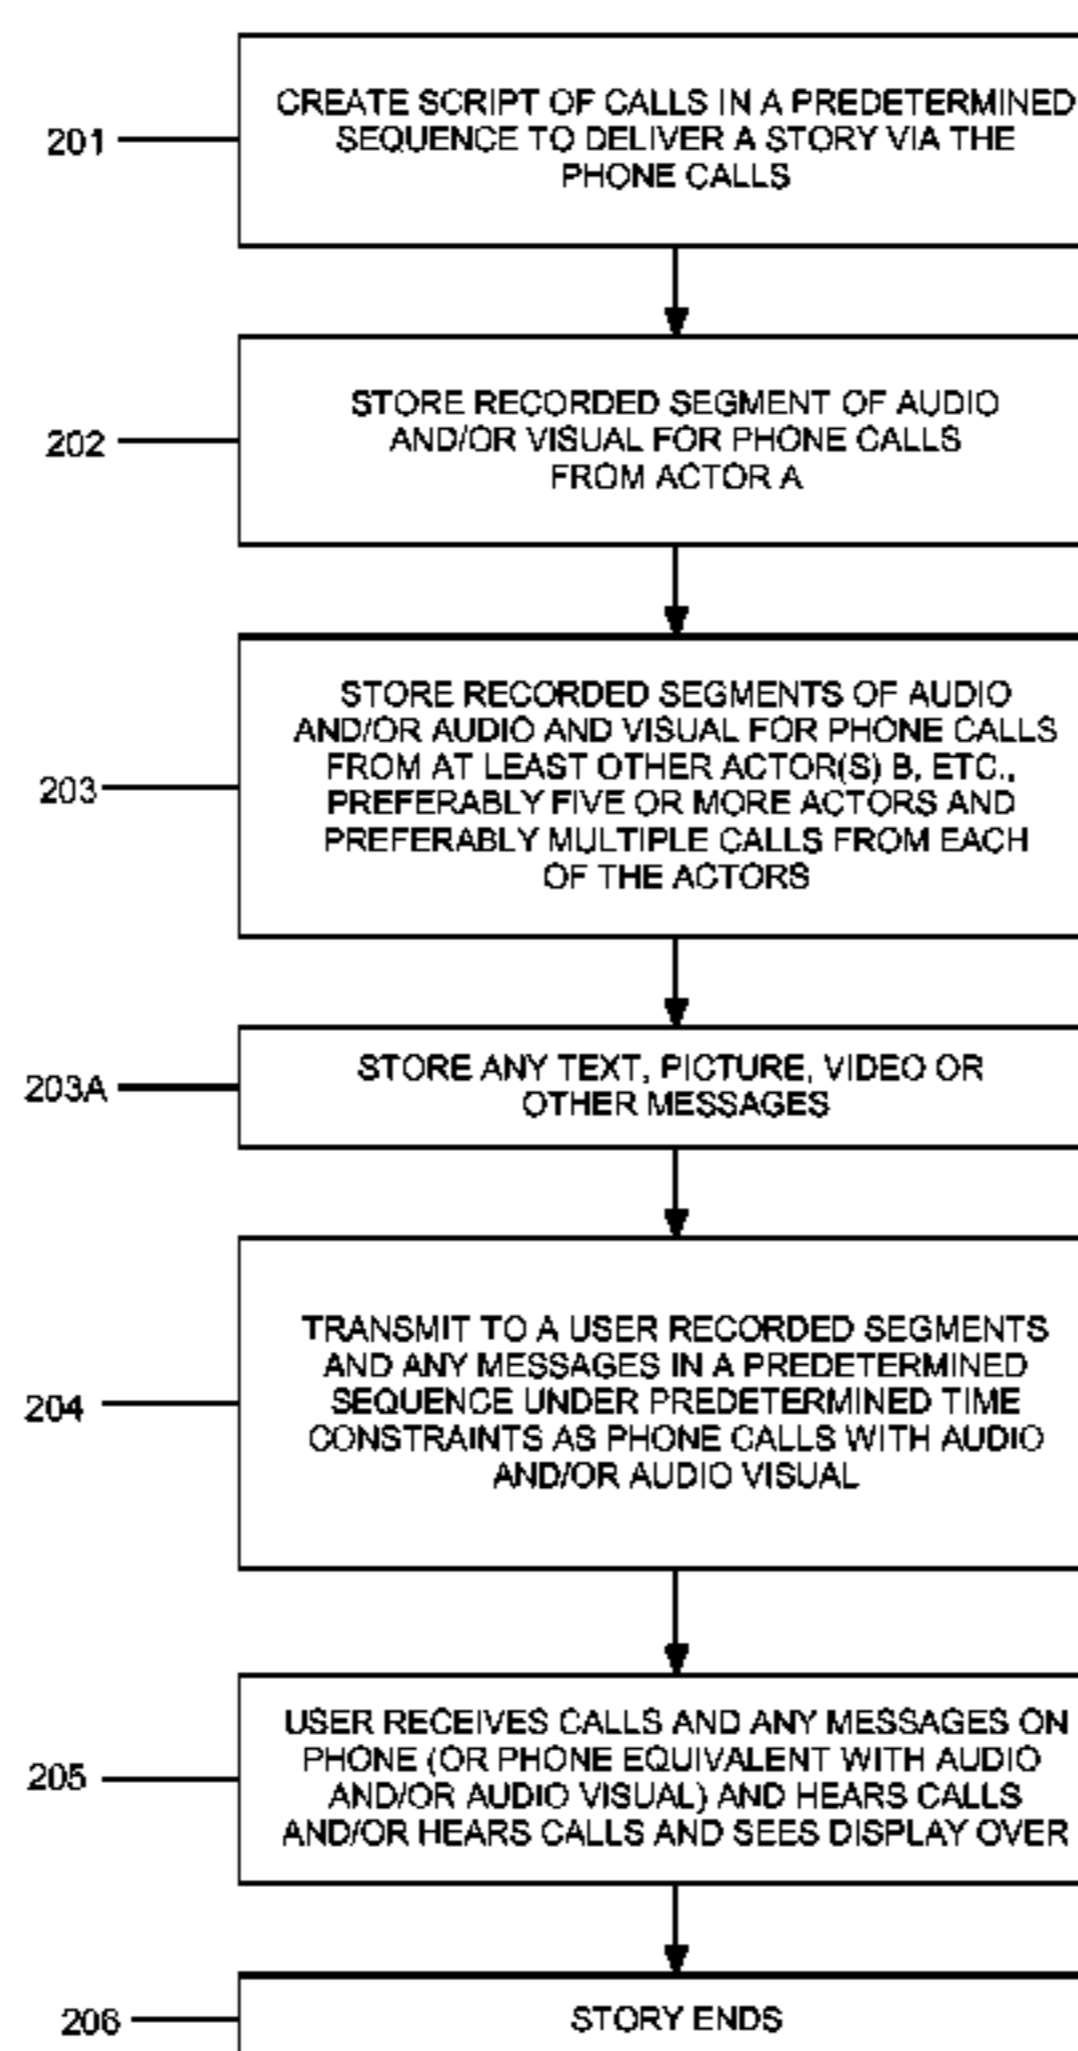 201
CREATE SCRIPT OF CALLS IN A PREDETERMINED
SEQUENCE TO DELIVER A STORY VIA THE
PHONE CALLS
202
STORE RECORDED SEGMENT OF AUDIO
AND/OR VISUAL FOR PHONE CALLS
FROM ACTOR A
203
STORE RECORDED SEGMENTS OF AUDIO
AND/OR AUDIO AND VISUAL FOR PHONE CALLS
FROM AT LEAST OTHER ACTOR(S) B, ETC.,
PREFERABLY FIVE OR MORE ACTORS AND
PREFERABLY MULTIPLE CALLS FROM EACH
OF THE ACTORS
203A
STORE ANY TEXT, PICTURE, VIDEO OR
OTHER MESSAGES
204
TRANSMIT TO A USER RECORDED SEGMENTS
AND ANY MESSAGES IN A PREDETERMINED
SEQUENCE UNDER PREDETERMINED TIME
CONSTRAINTS AS PHONE CALLS WITH AUDIO
AND/OR AUDIO VISUAL
205
USER RECEIVES CALLS AND ANY MESSAGES ON
PHONE (OR PHONE EQUIVALENT WITH AUDIO
AND/OR AUDIO VISUAL) AND HEARS CALLS
AND/OR HEARS CALLS AND SEES DISPLAY OVER
206
STORY ENDS